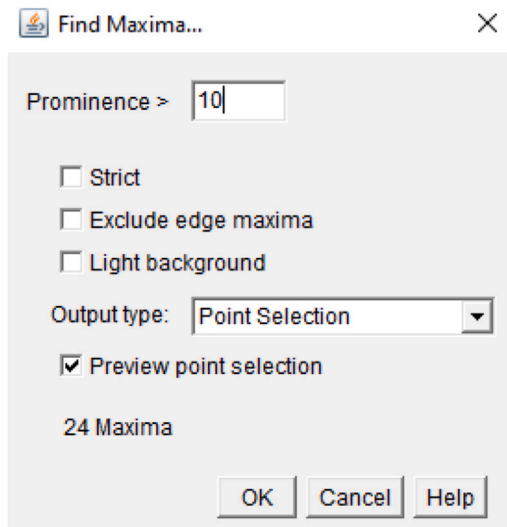 Find Maxima...
Prominence > 10
Strict
Exclude edge maxima
Light background
Output type: Point Selection
Preview point selection
24 Maxima
OK Cancel Help